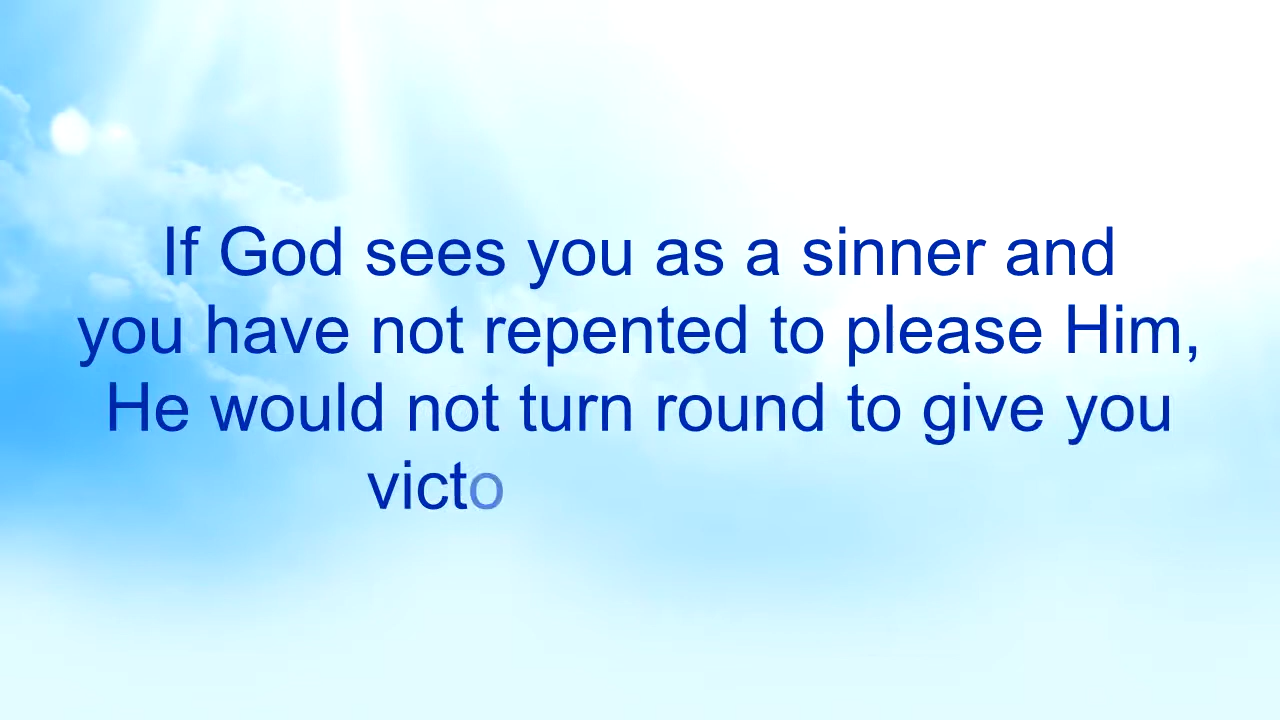 If God sees you as a sinner and
you have not repented to please Him,
He would not turn round to give you
victo